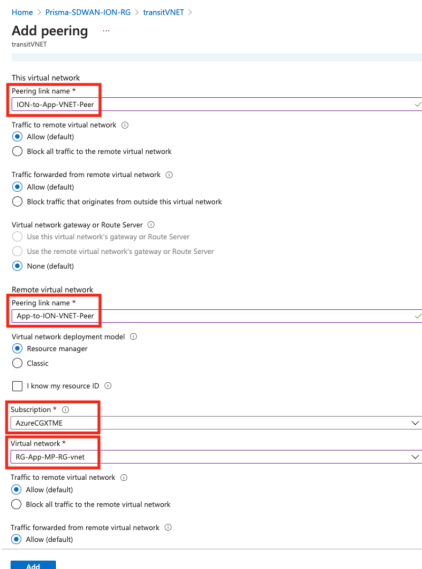 Home > Prisma-SDWAN-ION-RG > transitVNET >
Add peering ...
transitVNET
This virtual network
Peering link name *
ION-to-App-VNET-Peer
Traffic to remote virtual network
Allow (default)
Block all traffic to the remote virtual network
Traffic forwarded from remote virtual network
Allow (default)
Block traffic that originates from outside this virtual network
Virtual network gateway or Route Server
Use this virtual network's gateway or Route Server
Use the remote virtual network's gateway or Route Server
None (default)
Remote virtual network
Peering link name *
App-to-ION-VNET-Peer
Virtual network deployment model
Resource manager
Classic
I know my resource ID
Subscription *
AzureCGXTME
Virtual network *
RG-App-MP-RG-vnet
Traffic to remote virtual network
Allow (default)
Block all traffic to the remote virtual network
Traffic forwarded from remote virtual network
Allow (default)
Add